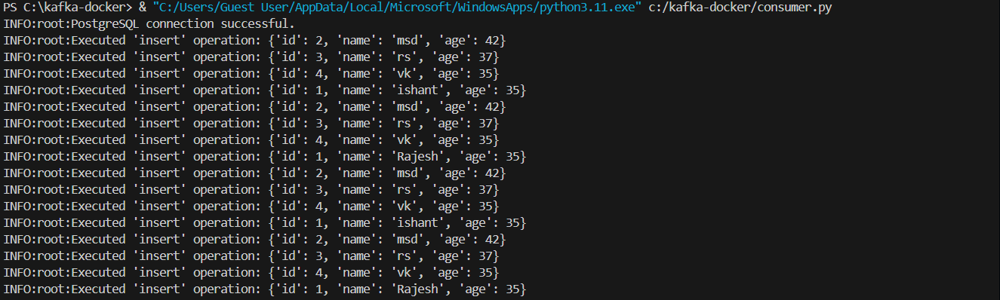 PS C:\kafka-docker> & "C:/Users/Guest User/AppData/Local/Microsoft/WindowsApps/python3.11.exe" c:/kafka-docker/consumer.py
INFO:root:PostgreSQL connection successful.
INFO:root:Executed 'insert' operation: {'id': 2, 'name': 'msd', 'age': 42}
INFO:root:Executed 'insert' operation: {'id': 3, 'name': 'rs', 'age': 37}
INFO:root:Executed 'insert' operation: {'id': 4, 'name': 'vk', 'age': 35}
INFO:root:Executed 'insert' operation: {'id': 1, 'name': 'ishant', 'age': 35}
INFO:root:Executed 'insert' operation: {'id': 2, 'name': 'msd', 'age': 42}
INFO:root:Executed 'insert' operation: {'id': 3, 'name': 'rs', 'age': 37}
INFO:root:Executed 'insert' operation: {'id': 4, 'name': 'vk', 'age': 35}
INFO:root:Executed 'insert' operation: {'id': 1, 'name': 'Rajesh', 'age': 35}
INFO:root:Executed 'insert' operation: {'id': 2, 'name': 'msd', 'age': 42}
INFO:root:Executed 'insert' operation: {'id': 3, 'name': 'rs', 'age': 37}
INFO:root:Executed 'insert' operation: {'id': 4, 'name': 'vk', 'age': 35}
INFO:root:Executed 'insert' operation: {'id': 1, 'name': 'ishant', 'age': 35}
INFO:root:Executed 'insert' operation: {'id': 2, 'name': 'msd', 'age': 42}
INFO:root:Executed 'insert' operation: {'id': 3, 'name': 'rs', 'age': 37}
INFO:root:Executed 'insert' operation: {'id': 4, 'name': 'vk', 'age': 35}
INFO:root:Executed 'insert' operation: {'id': 1, 'name': 'Rajesh', 'age': 35}